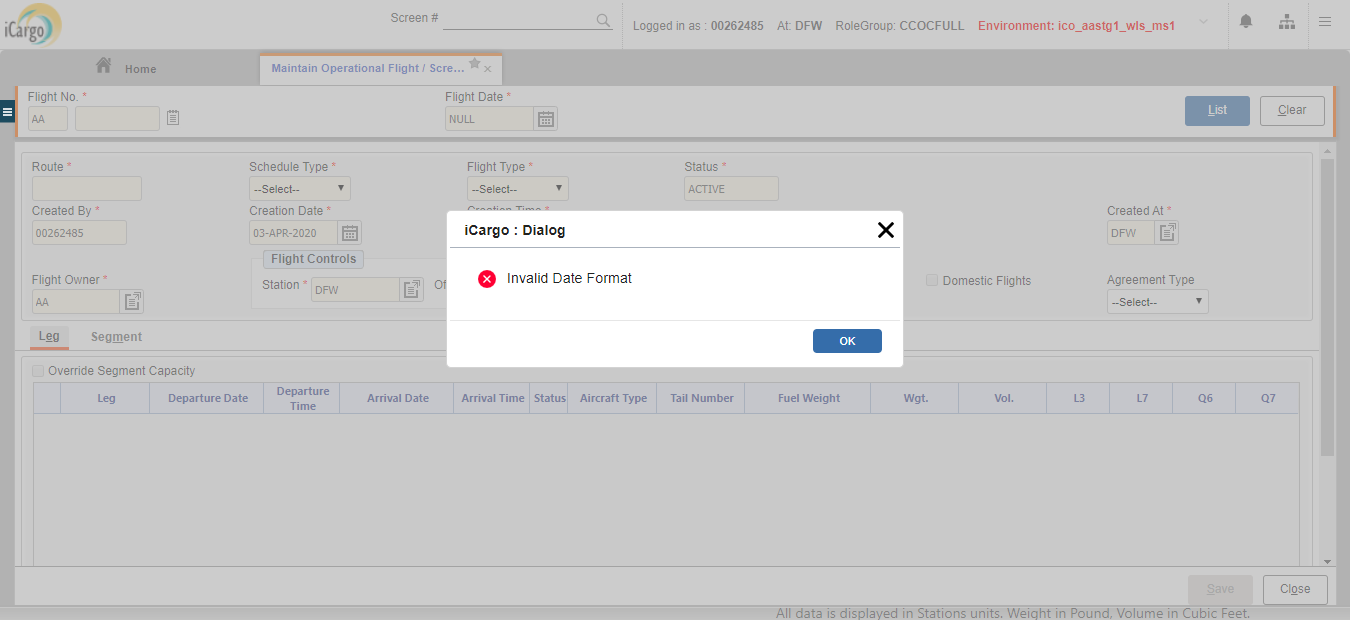 iCargo
Screen #
Logged in as : 00262485 At: DFW RoleGroup: CCOCFULL Environment: ico_aastg1_wls_ms1
Home
Maintain Operational Flight / Scre...
Flight No. *
Flight Date *
AA
NULL
List
Clear
Route *
Schedule Type *
Flight Type *
Status *
--Select--
--Select--
ACTIVE
Created By *
Creation Date *
Creation Time *
Created At *
00262485
03-APR-2020
DFW
iCargo : Dialog
Invalid Date Format
OK
Flight Controls
Flight Owner *
Station *
Of
Domestic Flights
Agreement Type
AA
DFW
--Select--
Leg
Segment
Override Segment Capacity
Leg
Departure Date
Departure Time
Arrival Date
Arrival Time
Status
Aircraft Type
Tail Number
Fuel Weight
Wgt.
Vol.
L3
L7
Q6
Q7
Save
Close
All data is displayed in Stations units. Weight in Pound, Volume in Cubic Feet.